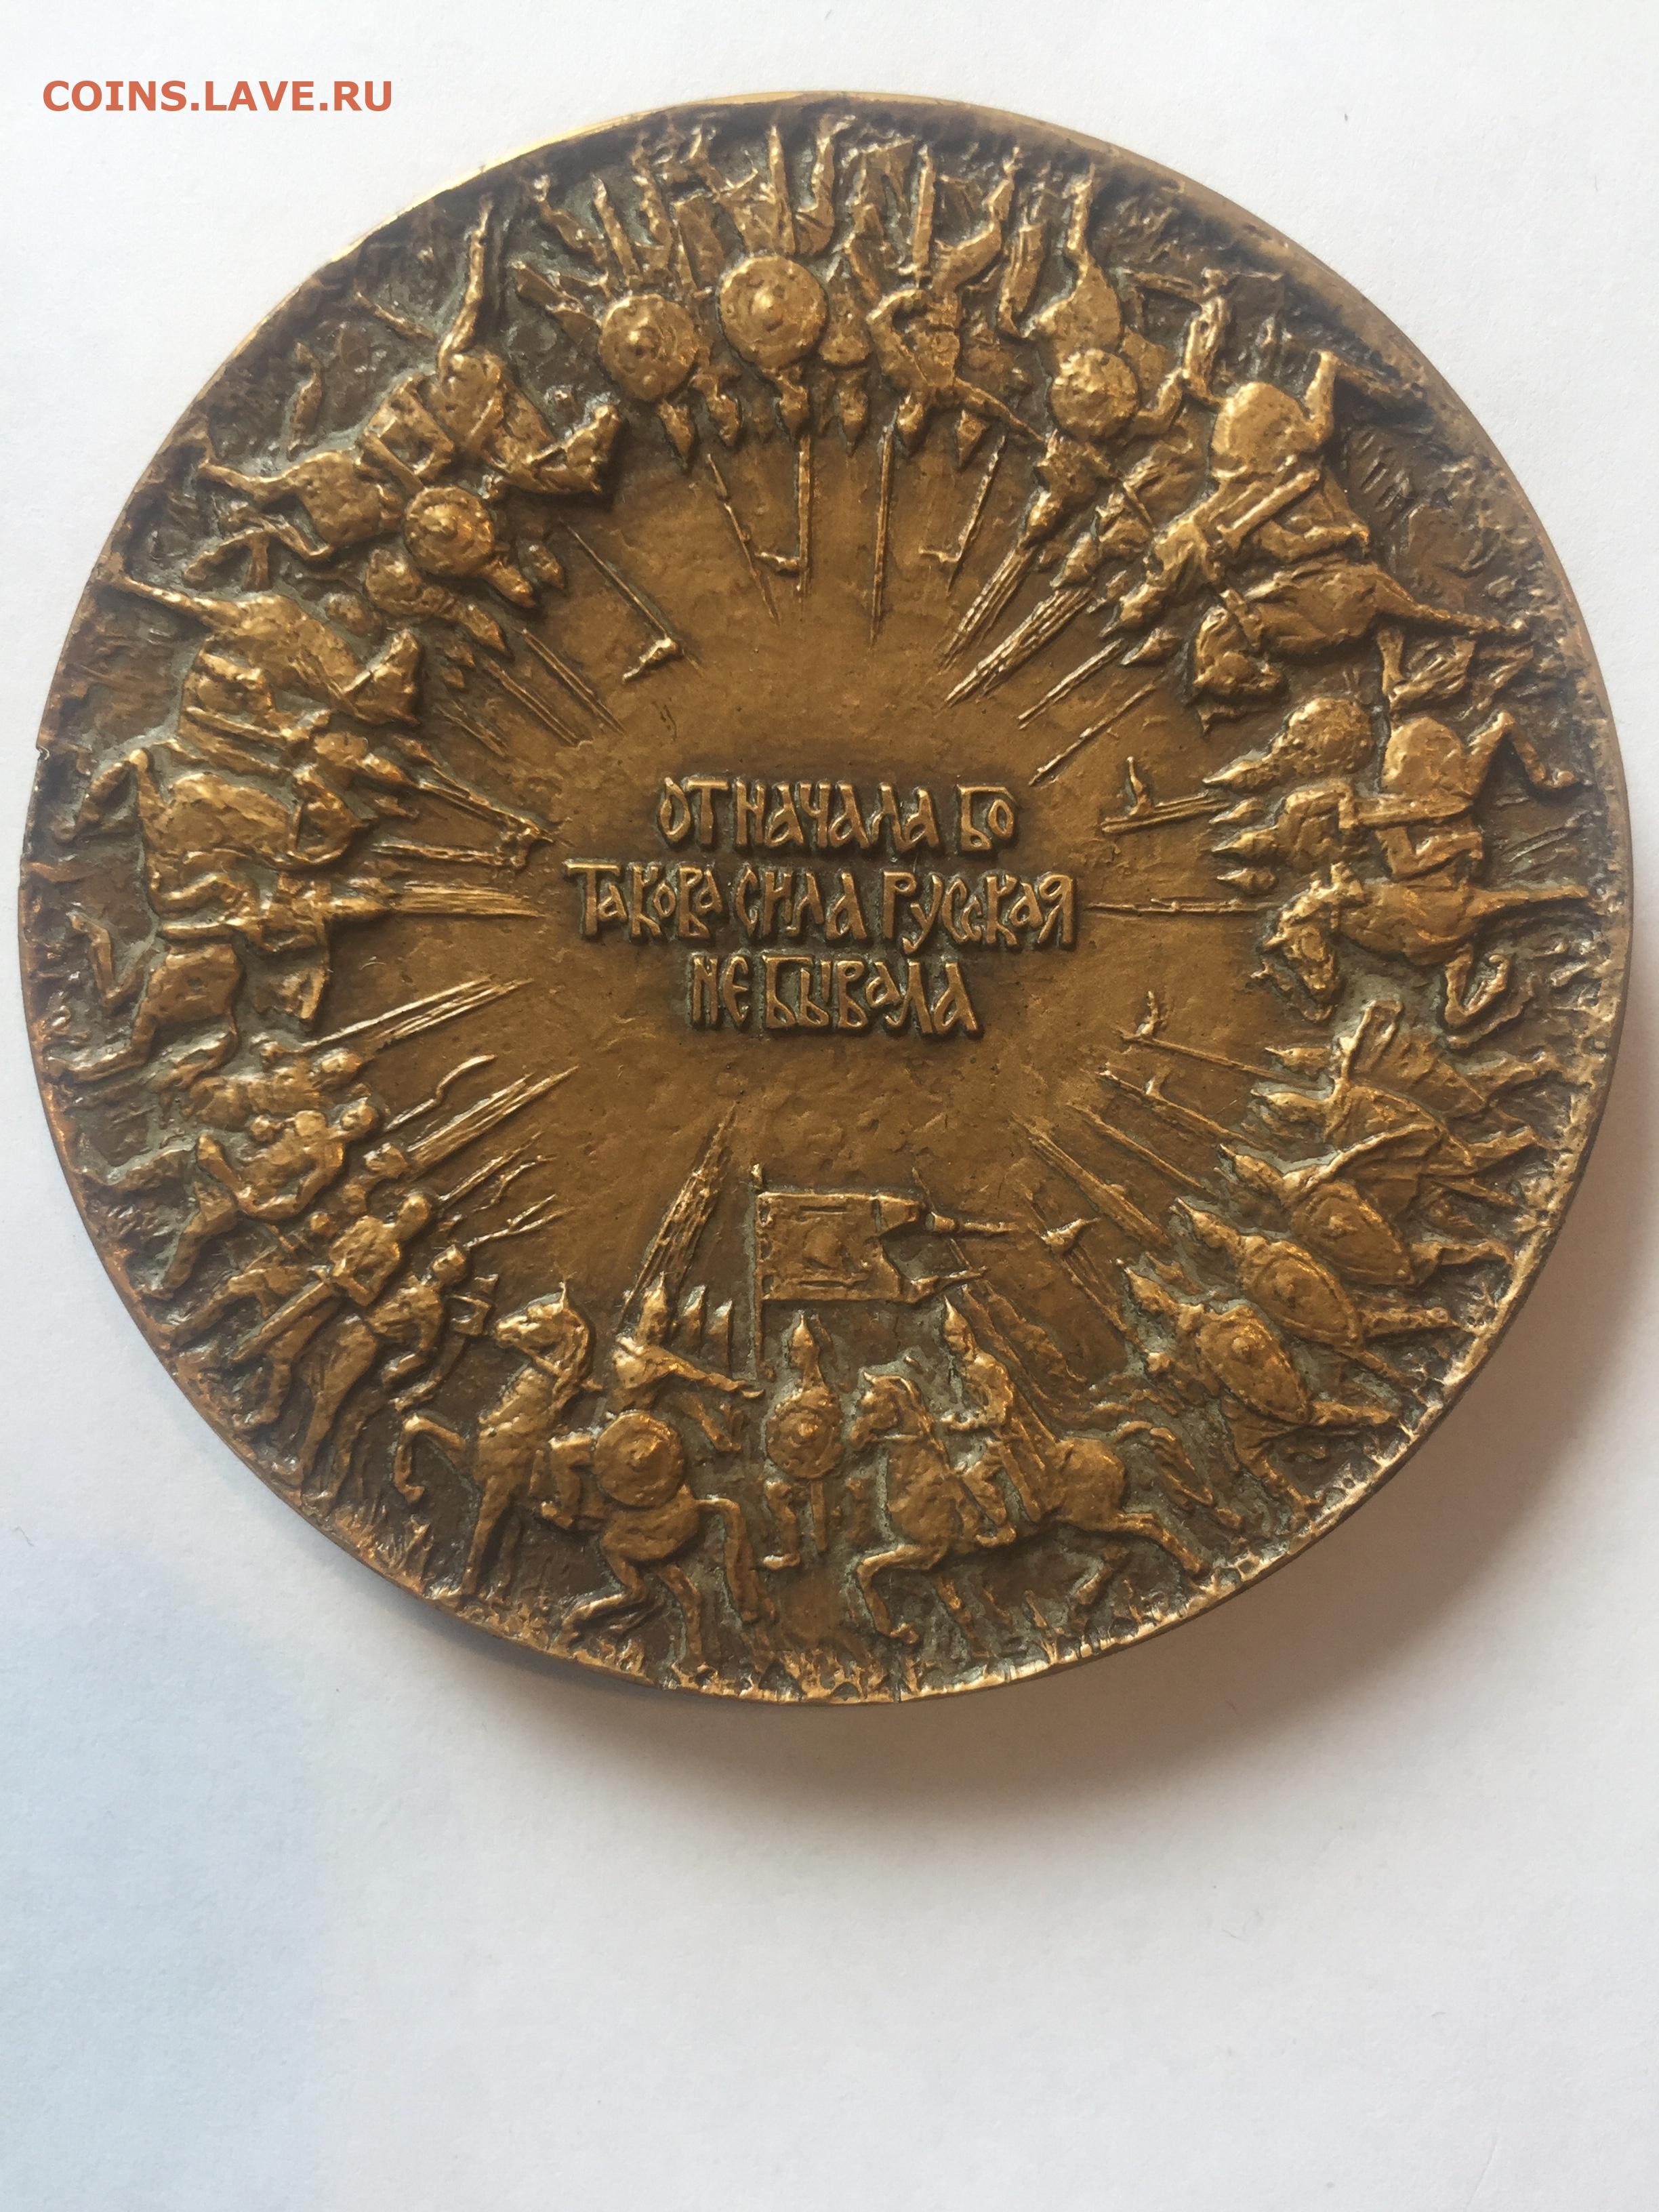 COINS.LAVE.RU
ОТ НАЧАЛА БО
ТАКОВА СИЛА РУССКАЯ
НЕ БЫВАЛА